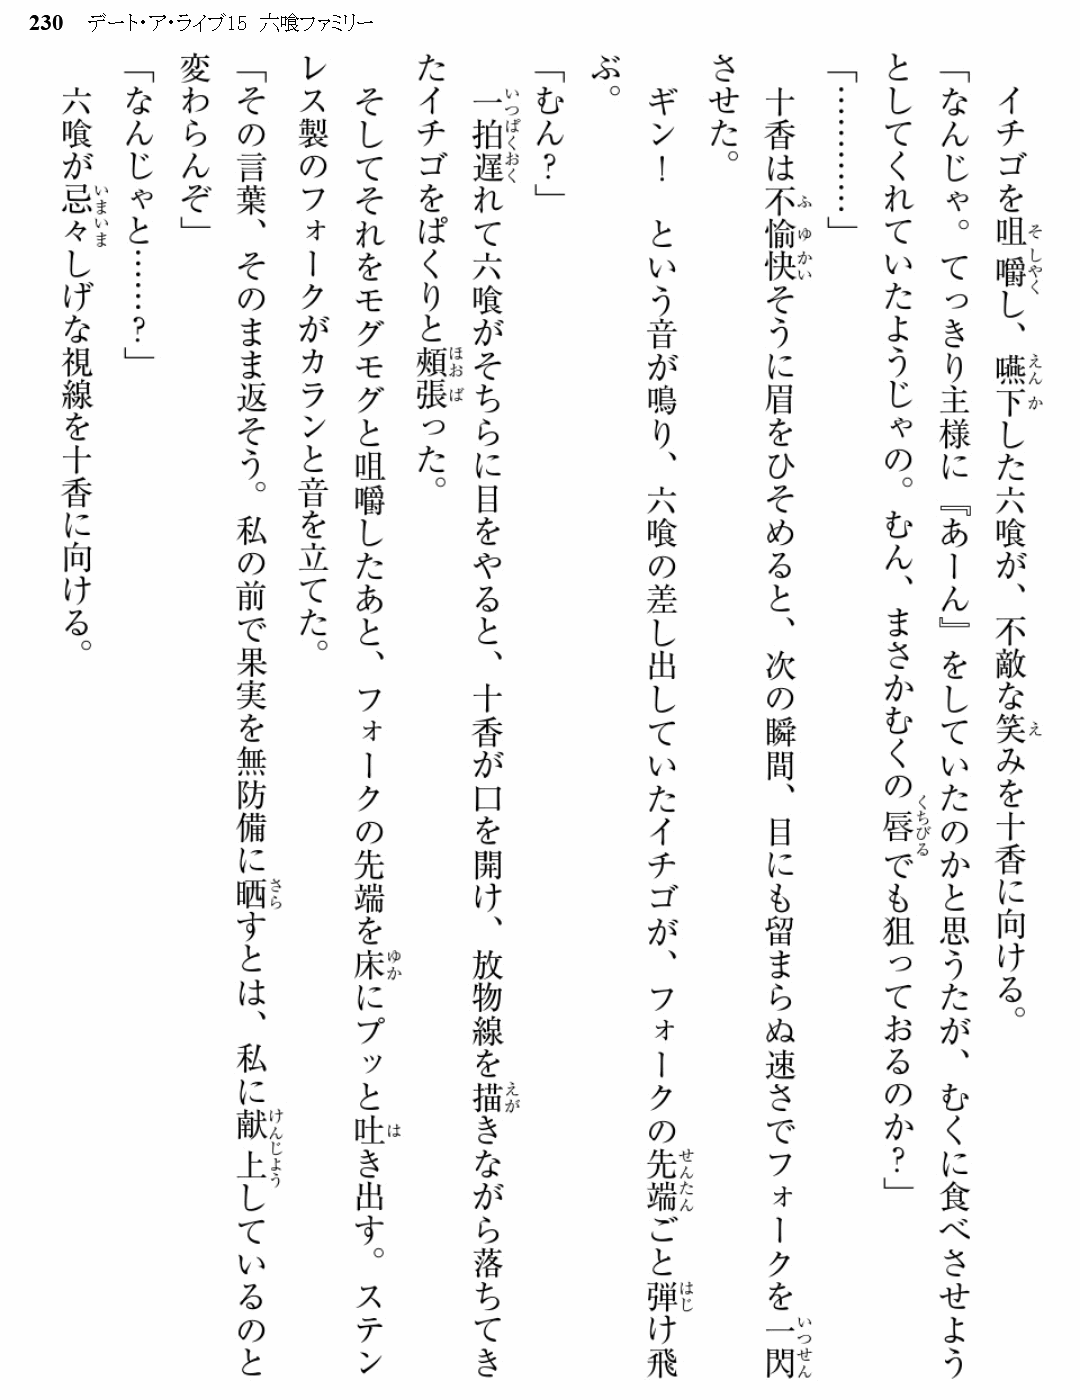 230 デート・ア・ライブ15 六喰ファミリー
イチゴを咀嚼し、嚥下した六喰が、不敵な笑みを十香に向ける。
「なんじゃ。てっきり主様に『あーん』をしていたのかと思うたが、むくに食べさせよう
としてくれていたようじゃの。むん、まさかむくの唇でも狙っておるのか?」
「…………」
十香は不愉快そうに眉をひそめると、次の瞬間、目にも留まらぬ速さでフォークを一閃
させた。
ギン! という音が鳴り、六喰の差し出していたイチゴが、フォークの先端ごと弾け飛
ぶ。
「むん?」
一拍遅れて六喰がそちらに目をやると、十香が口を開け、放物線を描きながら落ちてき
たイチゴをぱくりと頰張った。
そしてそれをモグモグと咀嚼したあと、フォークの先端を床にプッと吐き出す。ステン
レス製のフォークがカランと音を立てた。
「その言葉、そのまま返そう。私の前で果実を無防備に晒すとは、私に献上しているのと
変わらんぞ」
「なんじゃと……?」
六喰が忌々しげな視線を十香に向ける。